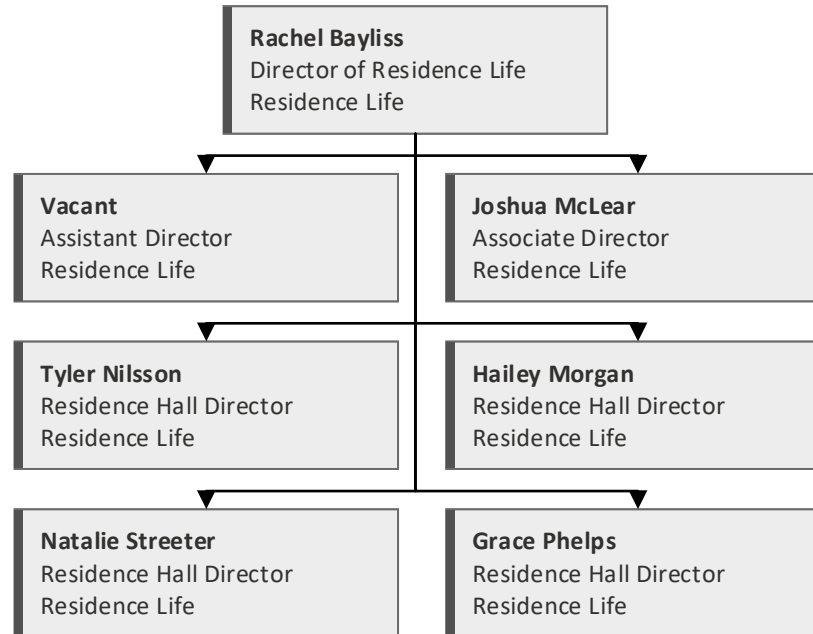 Rachel Bayliss
Director of Residence Life
Residence Life
Vacant
Assistant Director
Residence Life
Joshua McLear
Associate Director
Residence Life
Tyler Nilsson
Residence Hall Director
Residence Life
Hailey Morgan
Residence Hall Director
Residence Life
Natalie Streeter
Residence Hall Director
Residence Life
Grace Phelps
Residence Hall Director
Residence Life